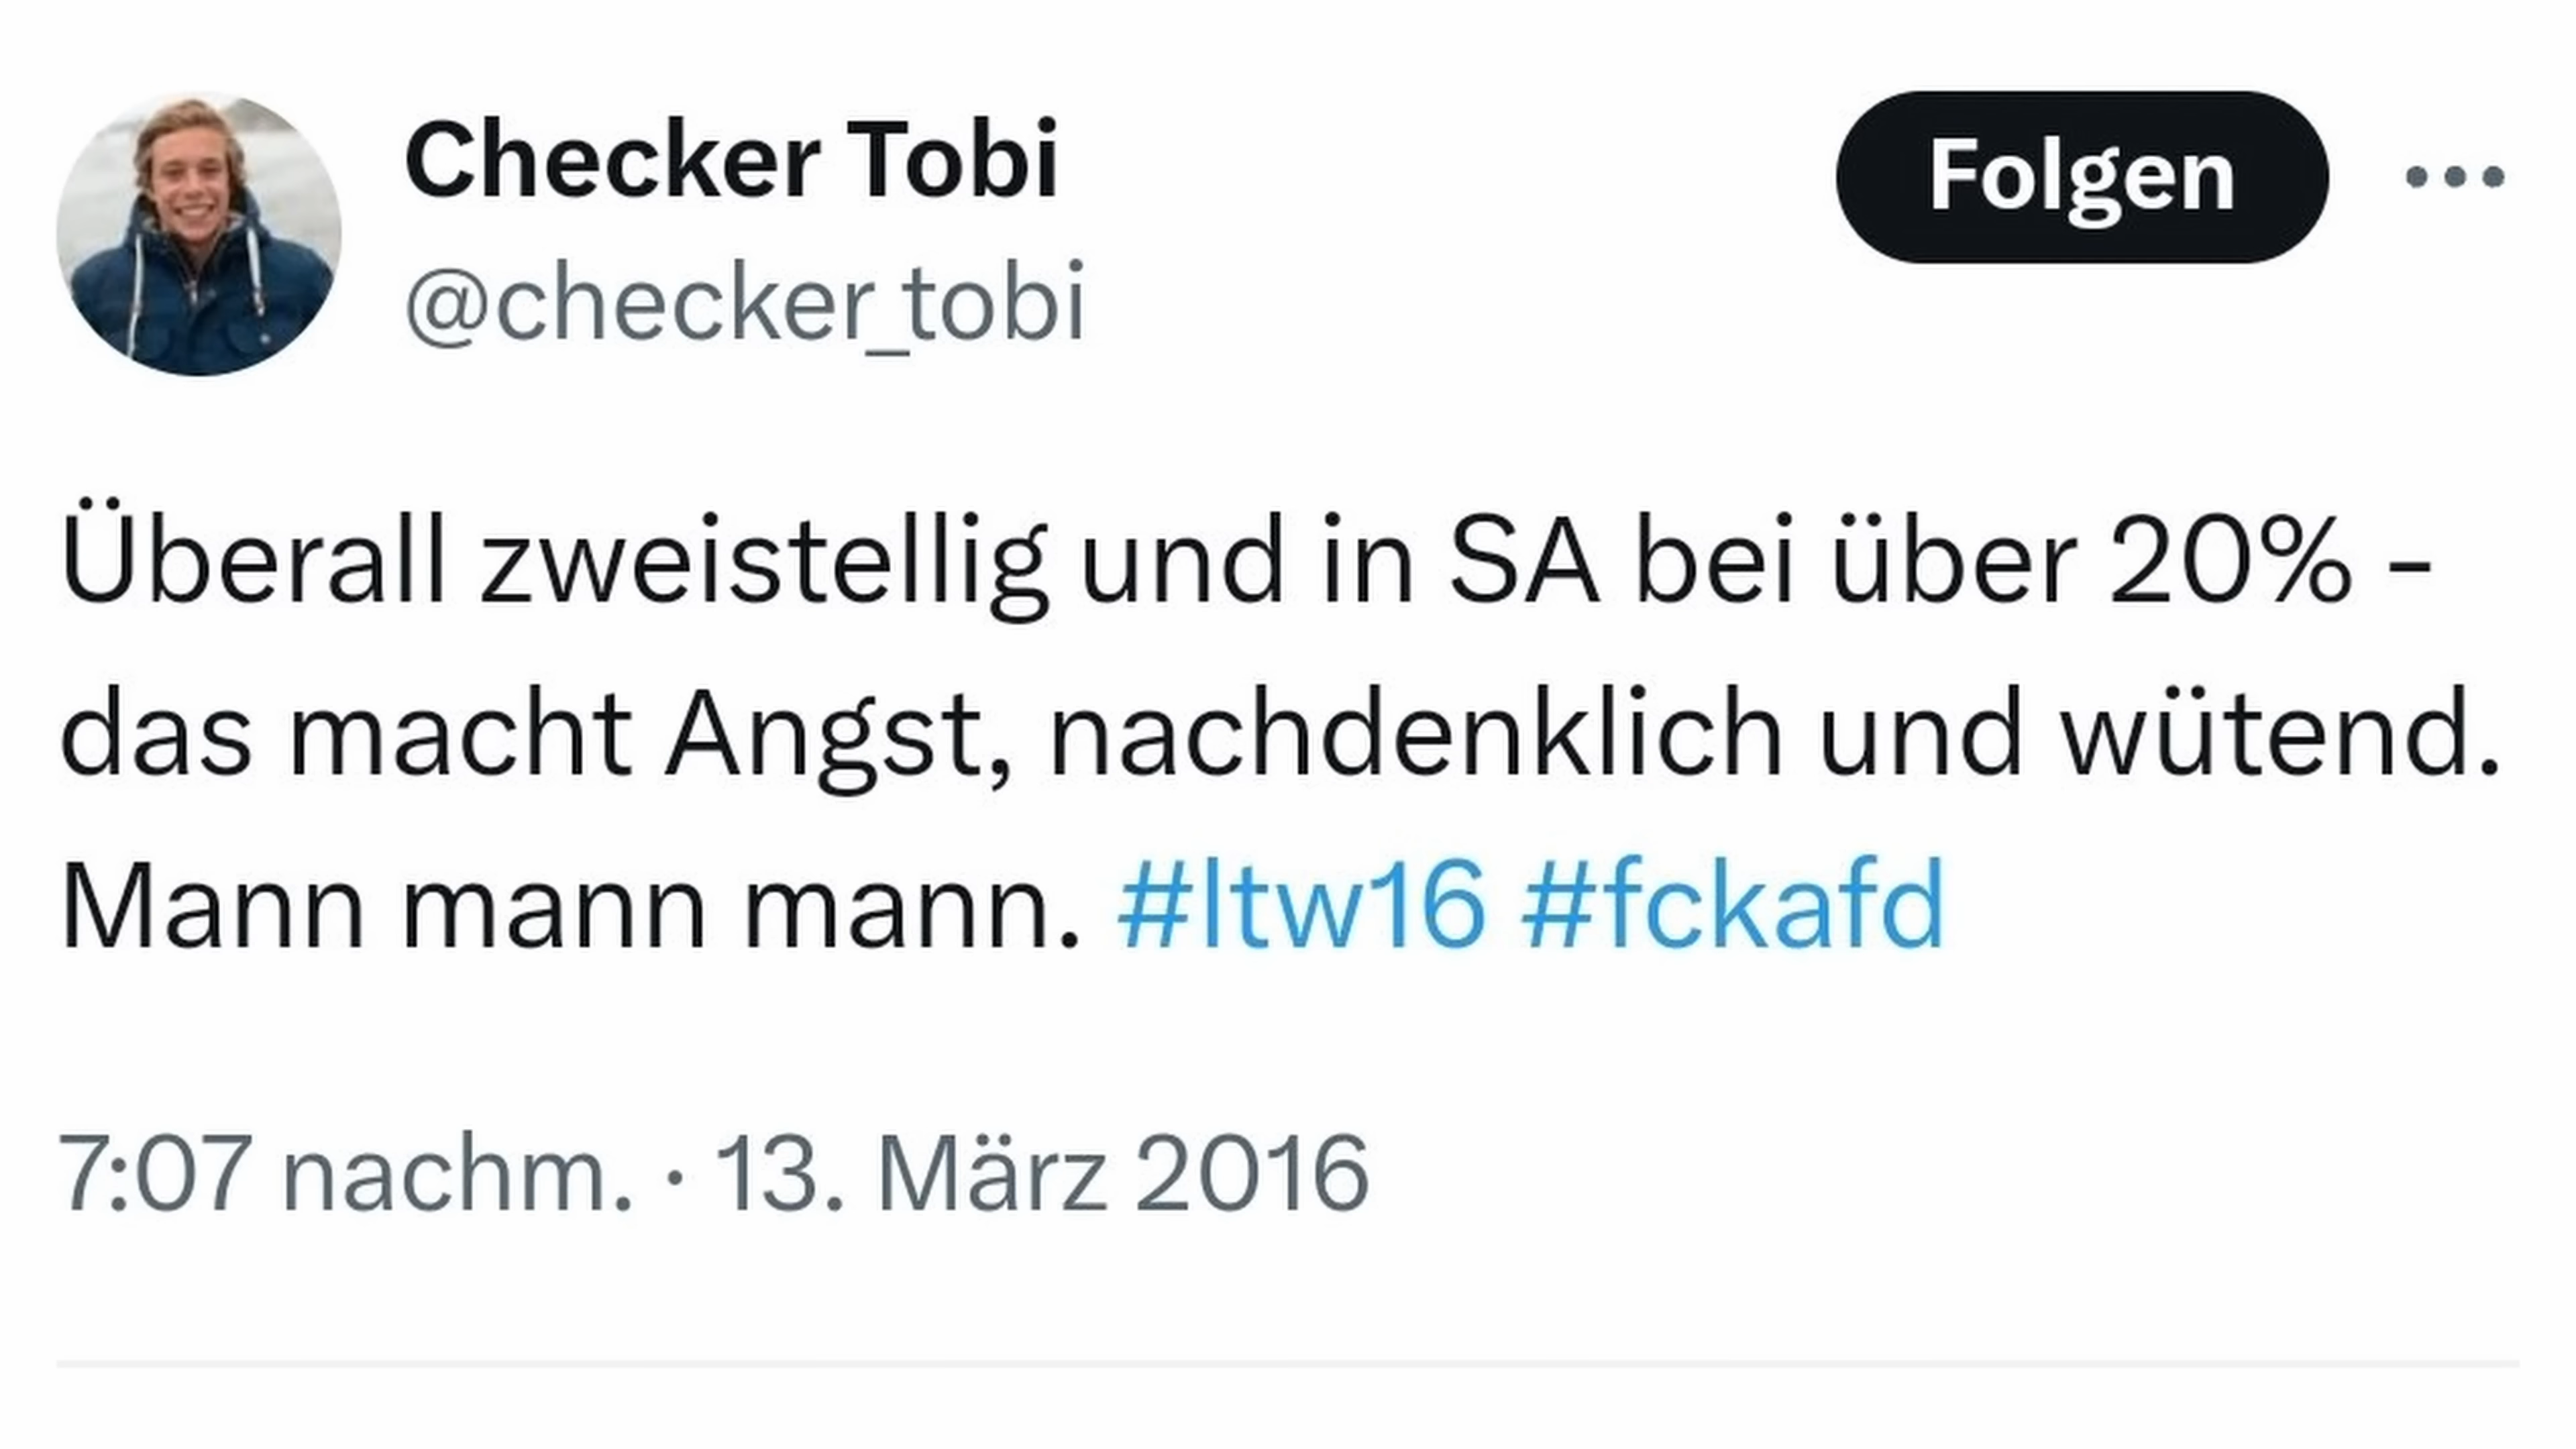 Checker Tobi
@checker_tobi
Folgen
Überall zweistellig und in SA bei über 20% –
das macht Angst, nachdenklich und wütend.
Mann mann mann. #ltw16 #fckafd
7:07 nachm. · 13. März 2016